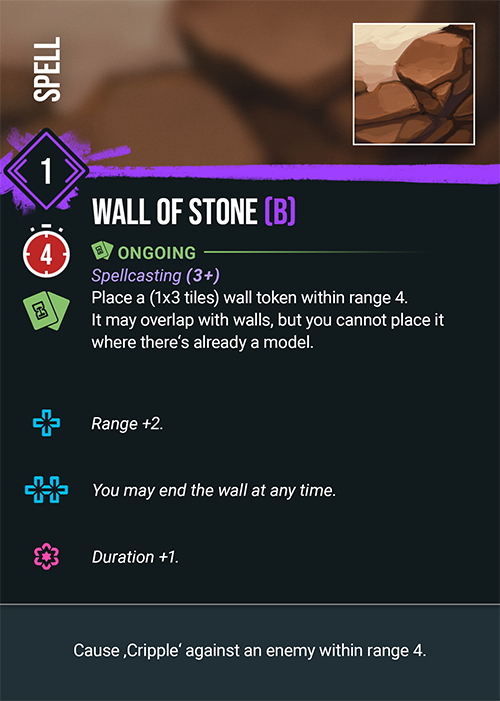 SPELL
1
WALL OF STONE (B)
4
ONGOING
Spellcasting (3+)
Place a (1x3 tiles) wall token within range 4.
It may overlap with walls, but you cannot place it
where there‘s already a model.
Range +2.
You may end the wall at any time.
Duration +1.
Cause ‚Cripple‘ against an enemy within range 4.